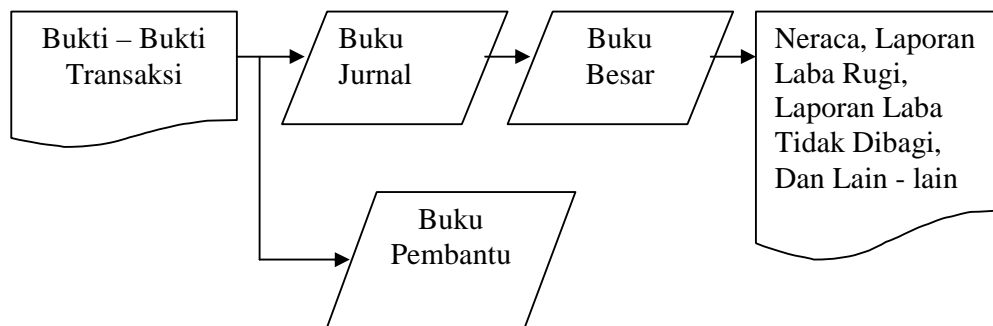 Bukti – Bukti
Transaksi
Buku
Jurnal
Buku
Besar
Neraca, Laporan
Laba Rugi,
Laporan Laba
Tidak Dibagi,
Dan Lain - lain
Buku
Pembantu